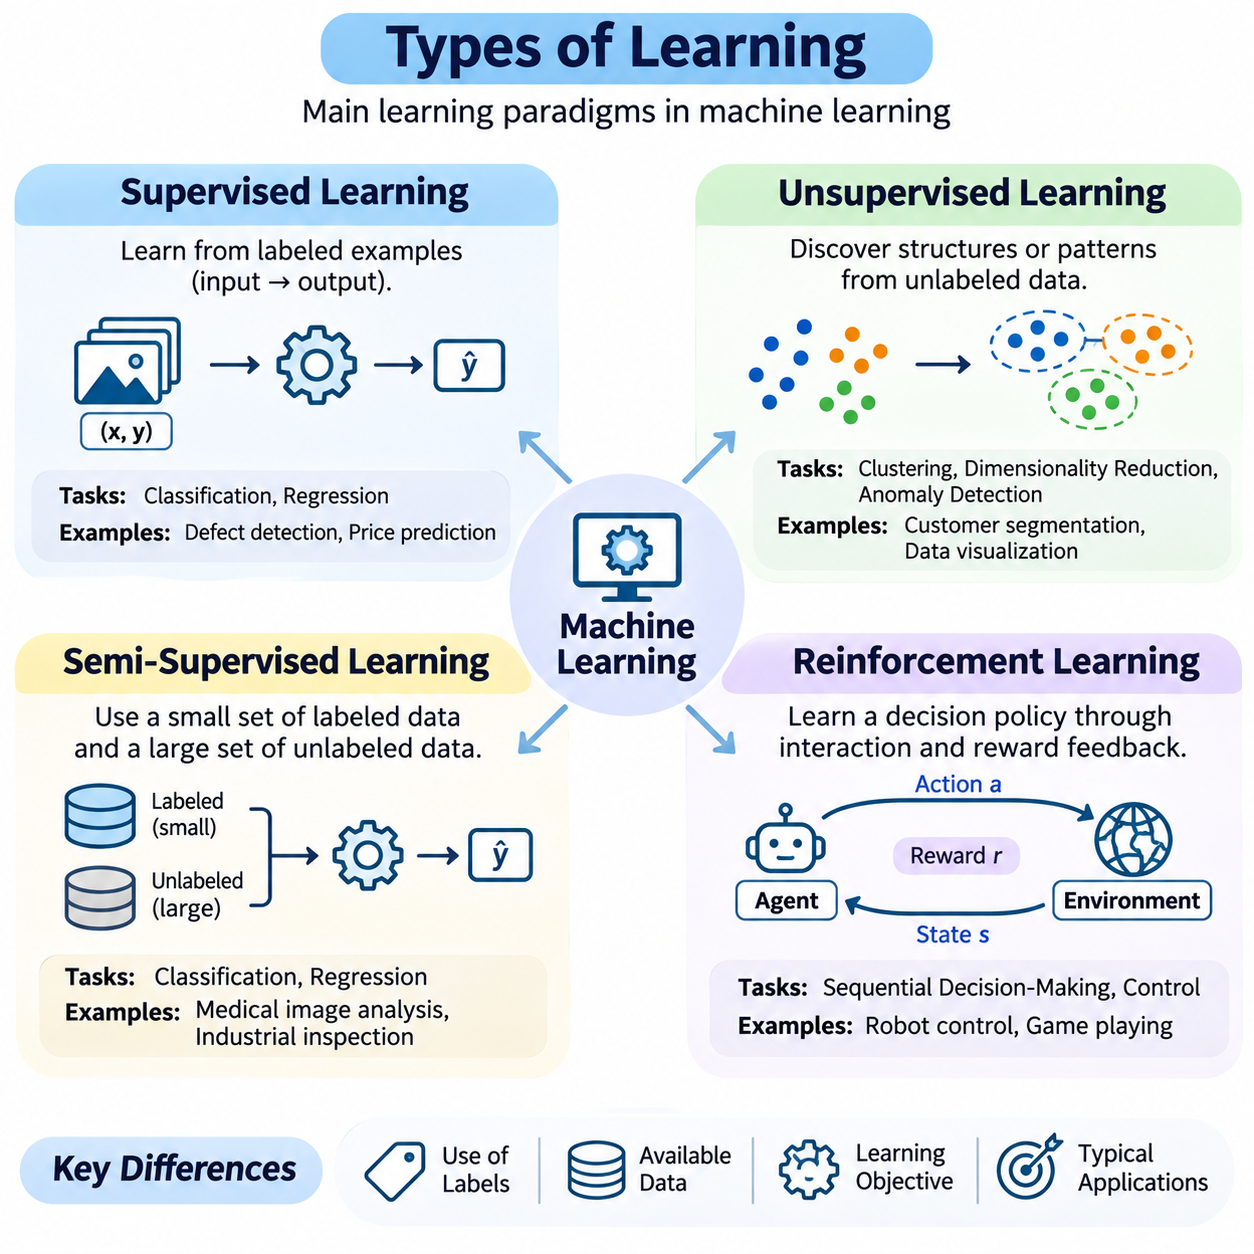 Types of Learning
Main learning paradigms in machine learning
Supervised Learning
Learn from labeled examples
(input → output).
(x, y)
ŷ
Tasks: Classification, Regression
Examples: Defect detection, Price prediction
Unsupervised Learning
Discover structures or patterns
from unlabeled data.
Tasks: Clustering, Dimensionality Reduction,
Anomaly Detection
Examples: Customer segmentation,
Data visualization
Machine
Learning
Semi-Supervised Learning
Use a small set of labeled data
and a large set of unlabeled data.
Labeled
(small)
Unlabeled
(large)
ŷ
Tasks: Classification, Regression
Examples: Medical image analysis,
Industrial inspection
Reinforcement Learning
Learn a decision policy through
interaction and reward feedback.
Action a
Reward r
Agent
Environment
State s
Tasks: Sequential Decision-Making, Control
Examples: Robot control, Game playing
Key Differences
Use of
Labels
Available
Data
Learning
Objective
Typical
Applications